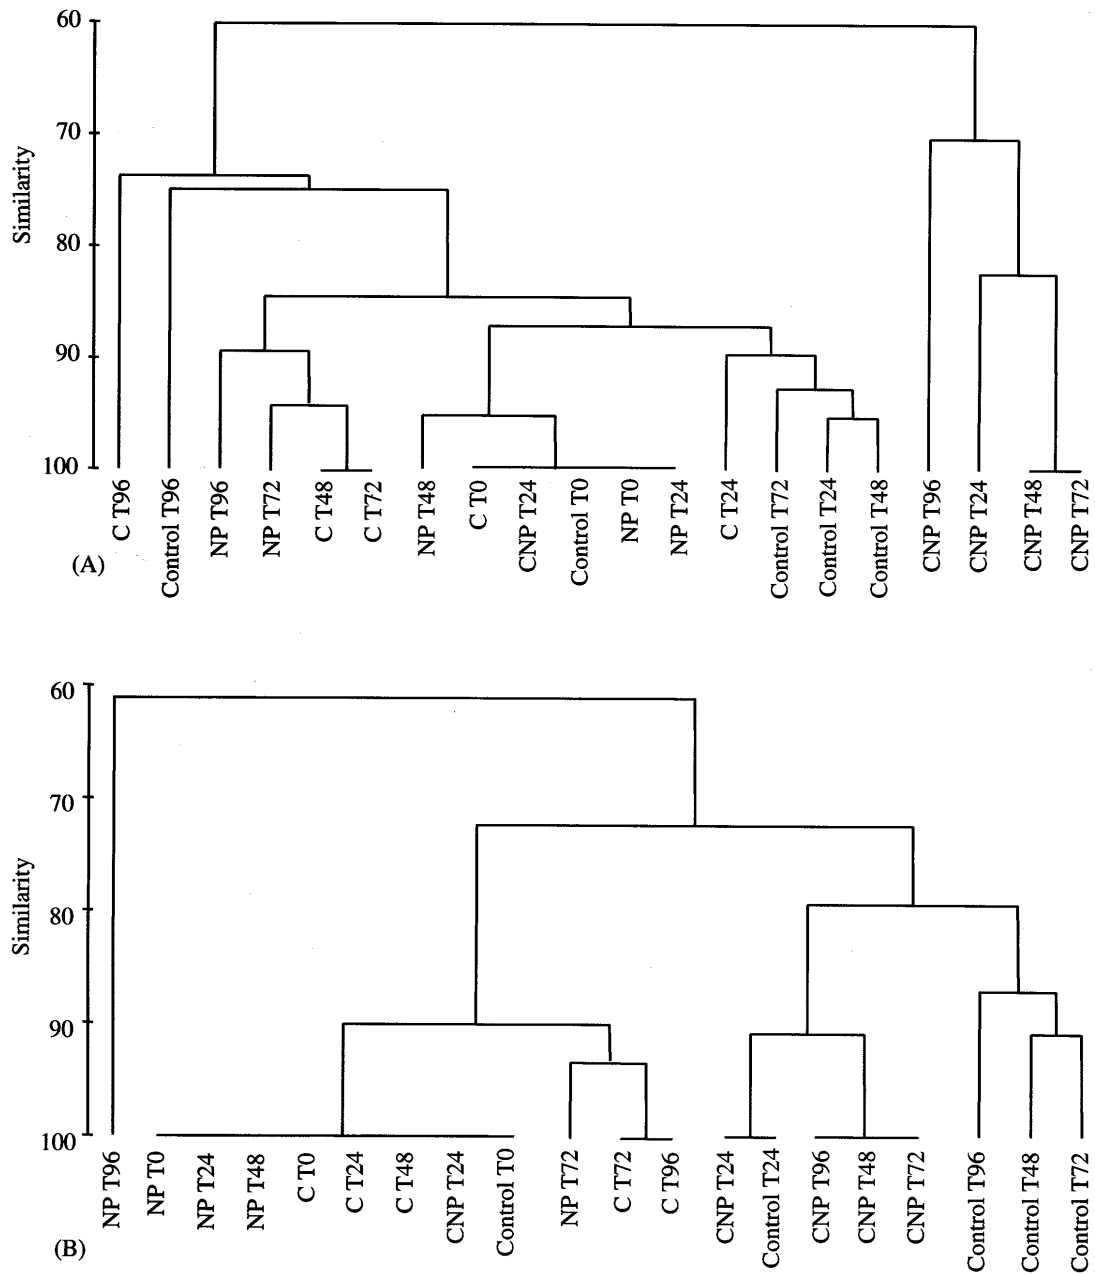 60
70
80
90
100
Similarity
C T96
Control T96
NP T96
NP T72
C T48
C T72
NP T48
C T0
CNP T24
Control T0
NP T0
NP T24
C T24
Control T72
Control T24
Control T48
CNP T96
CNP T24
CNP T48
CNP T72
(A)
60
70
80
90
100
Similarity
NP T96
NP T0
NP T24
NP T48
C T0
C T24
C T48
CNP T24
Control T0
NP T72
C T72
C T96
CNP T24
Control T24
CNP T96
CNP T48
CNP T72
Control T96
Control T48
Control T72
(B)